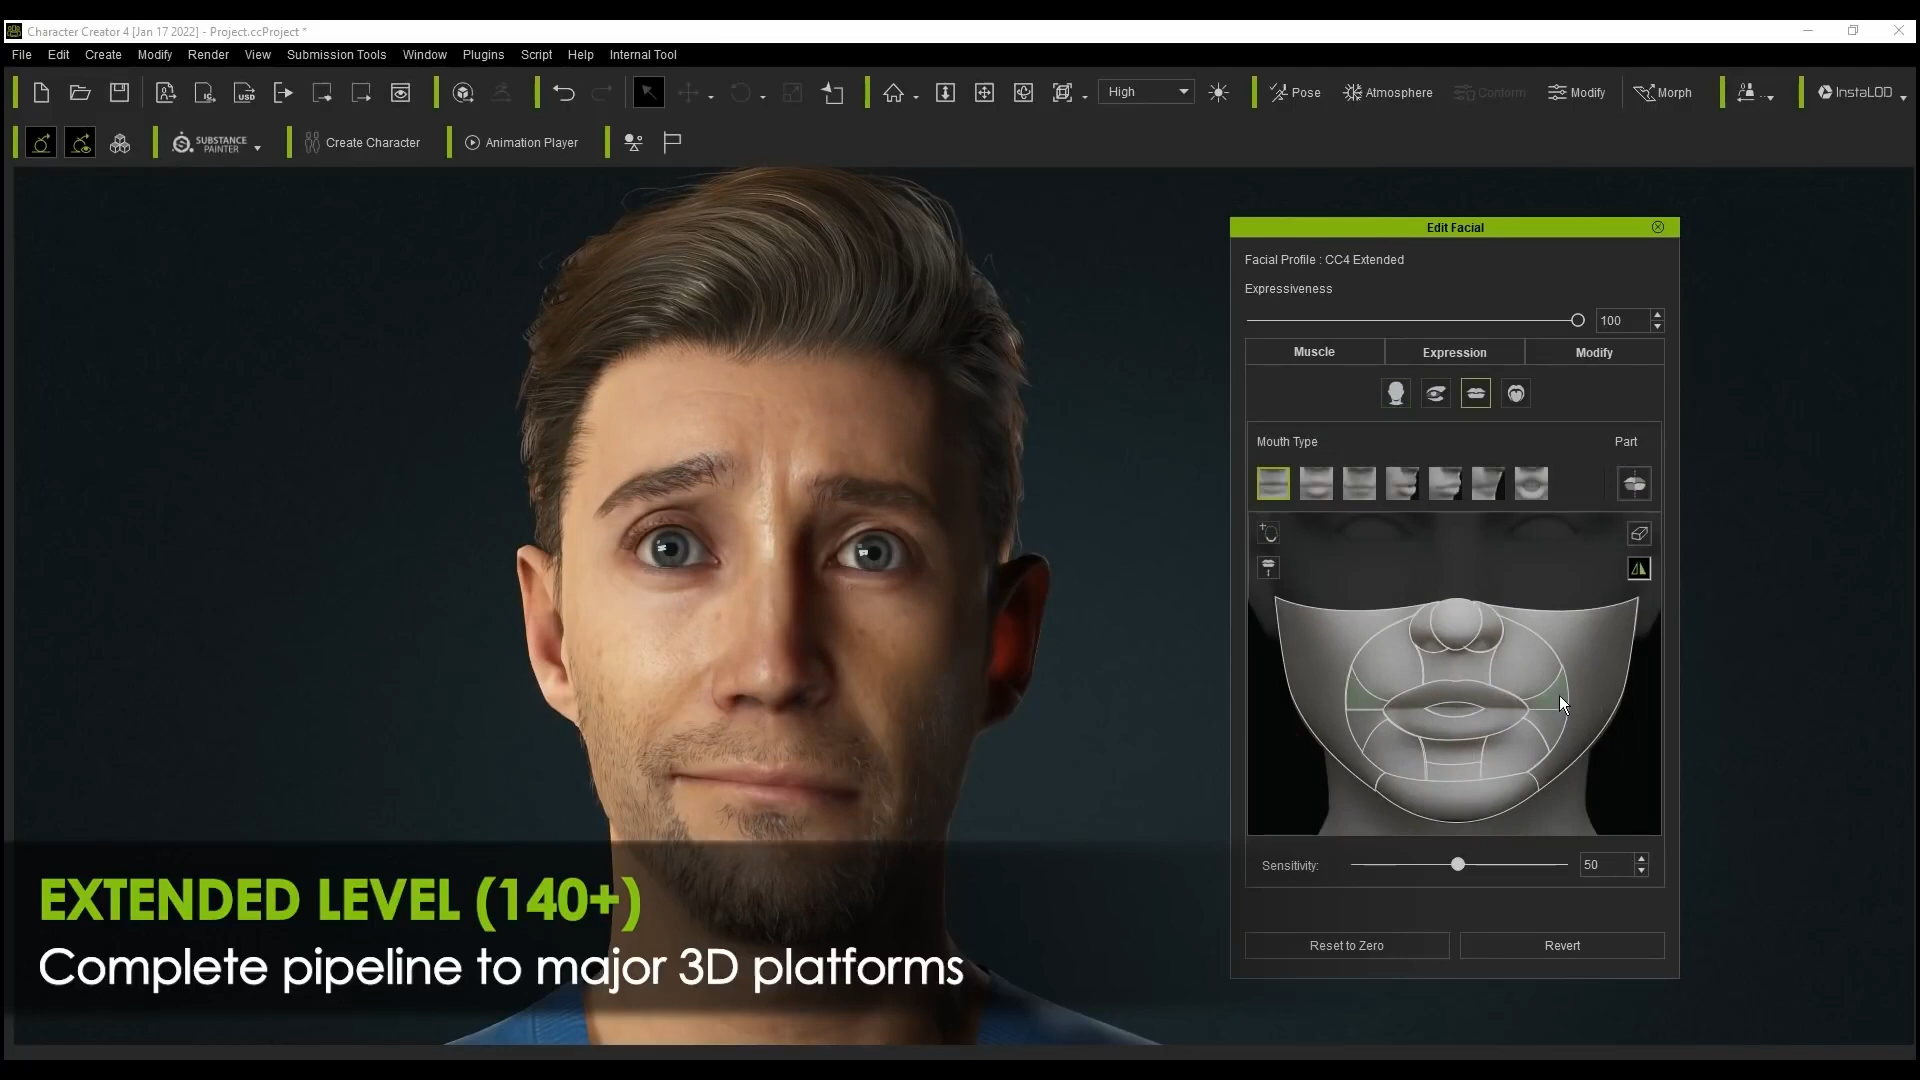 Character Creator 4 [Jan 17 2022] - Project.ccProject *
File Edit Create Modify Render View Submission Tools Window Plugins Script Help Internal Tool
IC USD High Pose Atmosphere Conform Modify Morph InstaLOD
SUBSTANCE PAINTER Create Character Animation Player
Edit Facial
Facial Profile : CC4 Extended
Expressiveness
100
Muscle Expression Modify
Mouth Type Part
Sensitivity: 50
Reset to Zero Revert
EXTENDED LEVEL (140+)
Complete pipeline to major 3D platforms